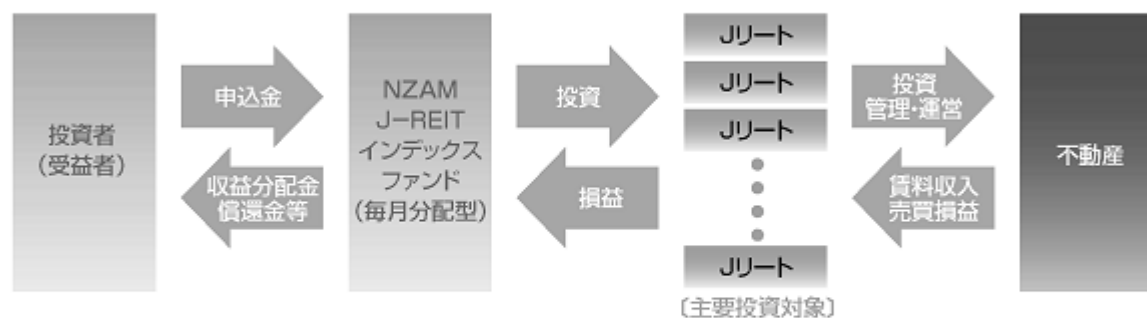 投資者
（受益者）
申込金
収益分配金
償還金等
NZAM
J−REIT
インデックス
ファンド
（毎月分配型）
投資
損益
Jリート
Jリート
Jリート
Jリート
〔主要投資対象〕
投資
管理・運営
賃料収入
売買損益
不動産